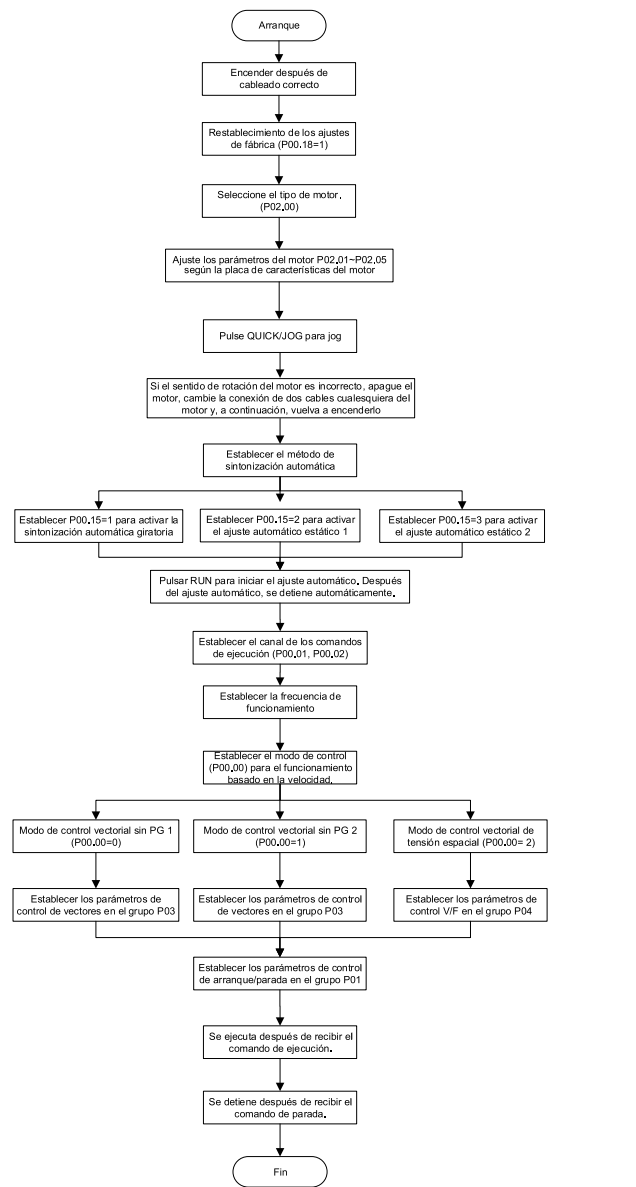 Arranque
Encender después de
cableado correcto
Restablecimiento de los ajustes
de fábrica (P00.18=1)
Seleccione el tipo de motor.
(P02.00)
Ajuste los parámetros del motor P02.01~P02.05
según la placa de características del motor
Pulse QUICK/JOG para jog
Si el sentido de rotación del motor es incorrecto, apague el
motor, cambie la conexión de dos cables cualesquiera del
motor y, a continuación, vuelva a encenderlo
Establecer el método de
sintonización automática
Establecer P00.15=1 para activar la
sintonización automática giratoria
Establecer P00.15=2 para activar
el ajuste automático estático 1
Establecer P00.15=3 para activar
el ajuste automático estático 2
Pulsar RUN para iniciar el ajuste automático. Después
del ajuste automático, se detiene automáticamente.
Establecer el canal de los comandos
de ejecución (P00.01, P00.02)
Establecer la frecuencia de
funcionamiento
Establecer el modo de control
(P00.00) para el funcionamiento
basado en la velocidad.
Modo de control vectorial sin PG 1
(P00.00=0)
Modo de control vectorial sin PG 2
(P00.00=1)
Modo de control vectorial de
tensión espacial (P00.00= 2)
Establecer los parámetros de
control de vectores en el grupo P03
Establecer los parámetros de control
de vectores en el grupo P03
Establecer los parámetros de
control V/F en el grupo P04
Establecer los parámetros de control
de arranque/parada en el grupo P01
Se ejecuta después de recibir el
comando de ejecución.
Se detiene después de recibir el
comando de parada.
Fin